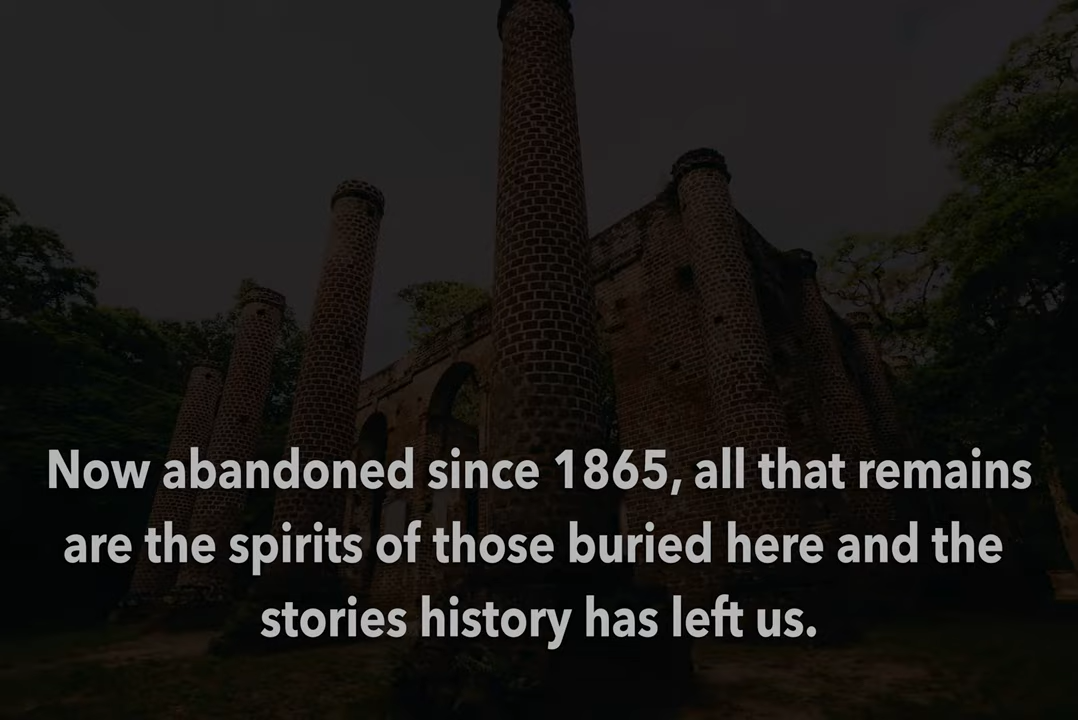 Now abandoned since 1865, all that remains
are the spirits of those buried here and the
stories history has left us.